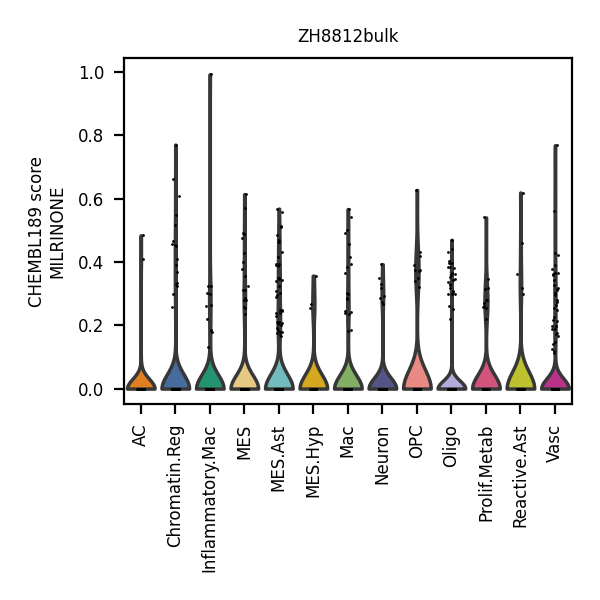 ZH8812bulk
CHEMBL189 score
MILRINONE
1.0
0.8
0.6
0.4
0.2
0.0
AC
Chromatin.Reg
Inflammatory.Mac
MES
MES.Ast
MES.Hyp
Mac
Neuron
OPC
Oligo
Prolif.Metab
Reactive.Ast
Vasc